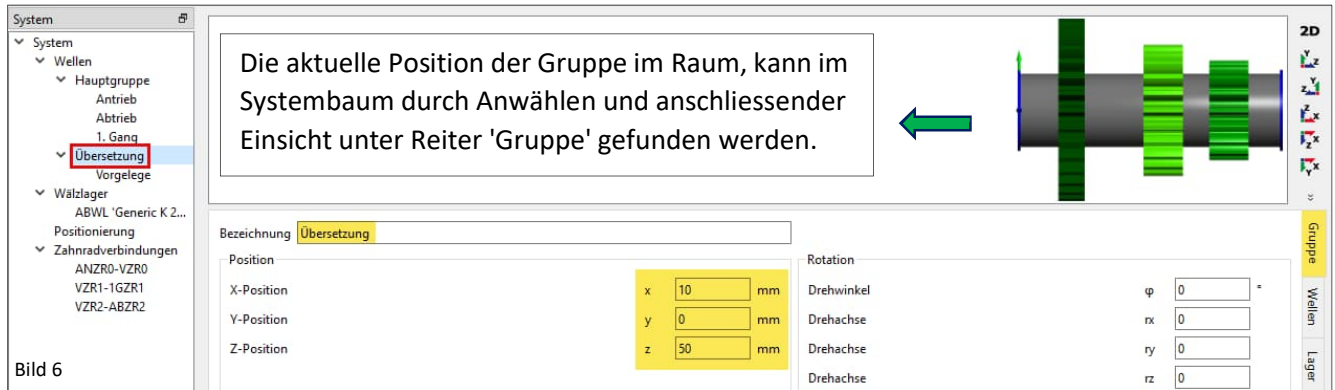 System
System
Wellen
Hauptgruppe
Antrieb
Abtrieb
1. Gang
Übersetzung
Vorgelege
Wälzlager
ABWL 'Generic K 2...
Positionierung
Zahnradverbindungen
ANZR0-VZR0
VZR1-1GZR1
VZR2-ABZR2
Bild 6
Die aktuelle Position der Gruppe im Raum, kann im
Systembaum durch Anwählen und anschliessender
Einsicht unter Reiter 'Gruppe' gefunden werden.
2D
Y Z
Y Z
Z X
Z X
Y X
Bezeichnung Übersetzung
Position
X-Position x 10 mm
Y-Position y 0 mm
Z-Position z 50 mm
Rotation
Drehwinkel φ 0 °
Drehachse rx 0
Drehachse ry 0
Drehachse rz 0
Gruppe
Wellen
Lager